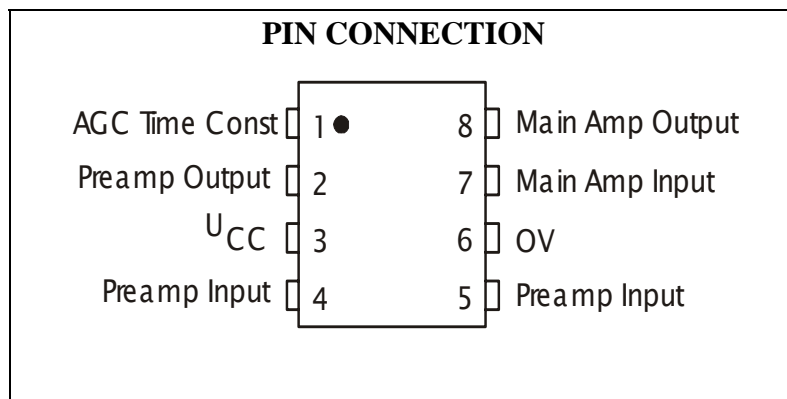 PIN CONNECTION
AGC Time Const 1 8 Main Amp Output
Preamp Output 2 7 Main Amp Input
UCC 3 6 OV
Preamp Input 4 5 Preamp Input